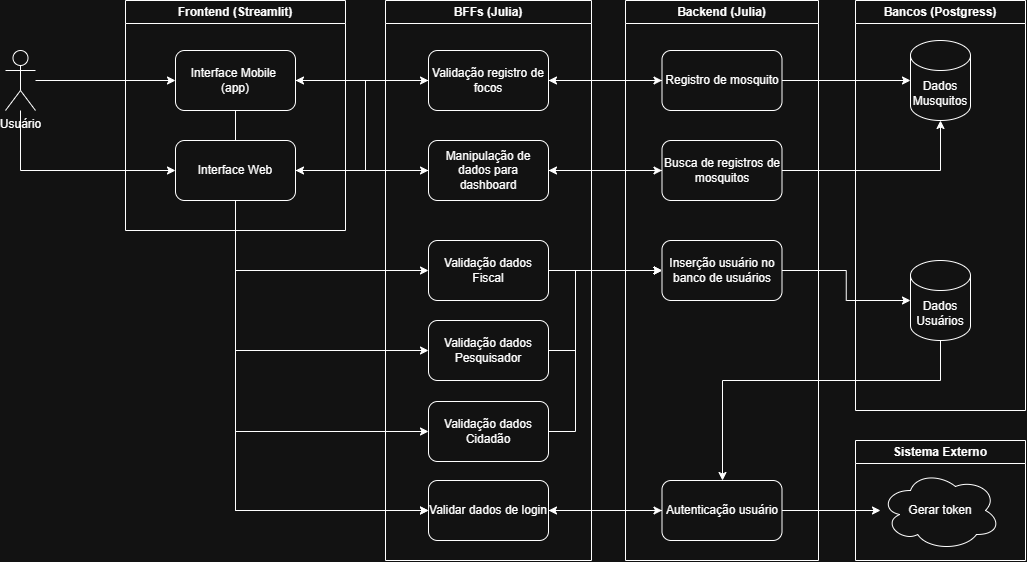 Frontend (Streamlit)
BFFs (Julia)
Backend (Julia)
Bancos (Postgress)
Usuário
Interface Mobile
(app)
Validação registro de
focos
Registro de mosquito
Dados
Musquitos
Interface Web
Manipulação de
dados para
dashboard
Busca de registros de
mosquitos
Validação dados
Fiscal
Inserção usuário no
banco de usuários
Dados
Usuários
Validação dados
Pesquisador
Validação dados
Cidadão
Sistema Externo
Validar dados de login
Autenticação usuário
Gerar token